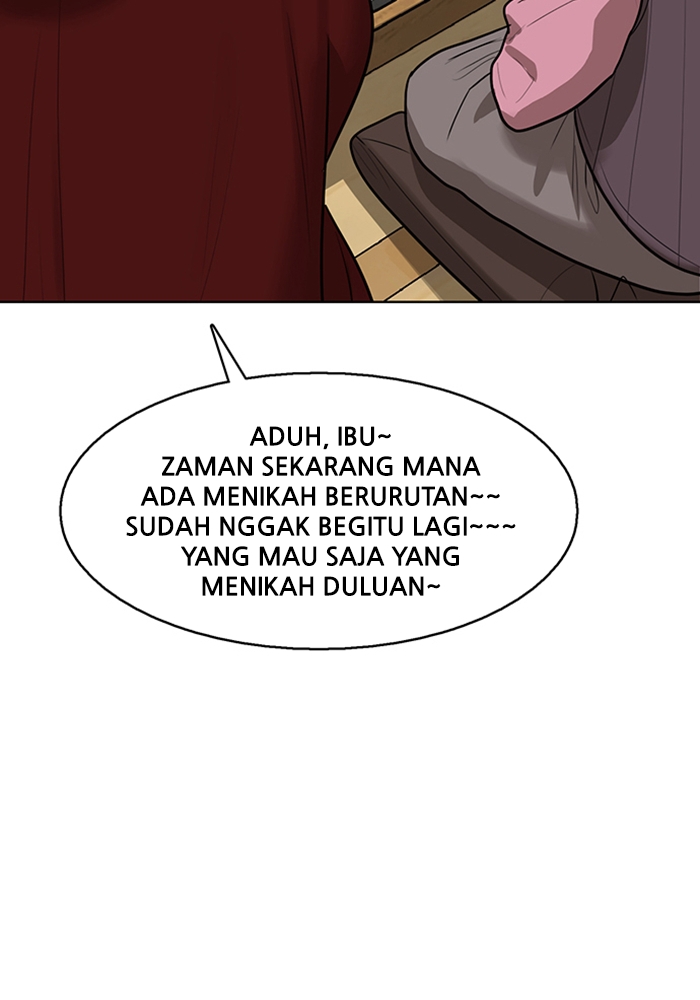 ADUH, IBU~
ZAMAN SEKARANG MANA
ADA MENIKAH BERURUTAN~~
SUDAH NGGAK BEGITU LAGI~~~
YANG MAU SAJA YANG
MENIKAH DULUAN~